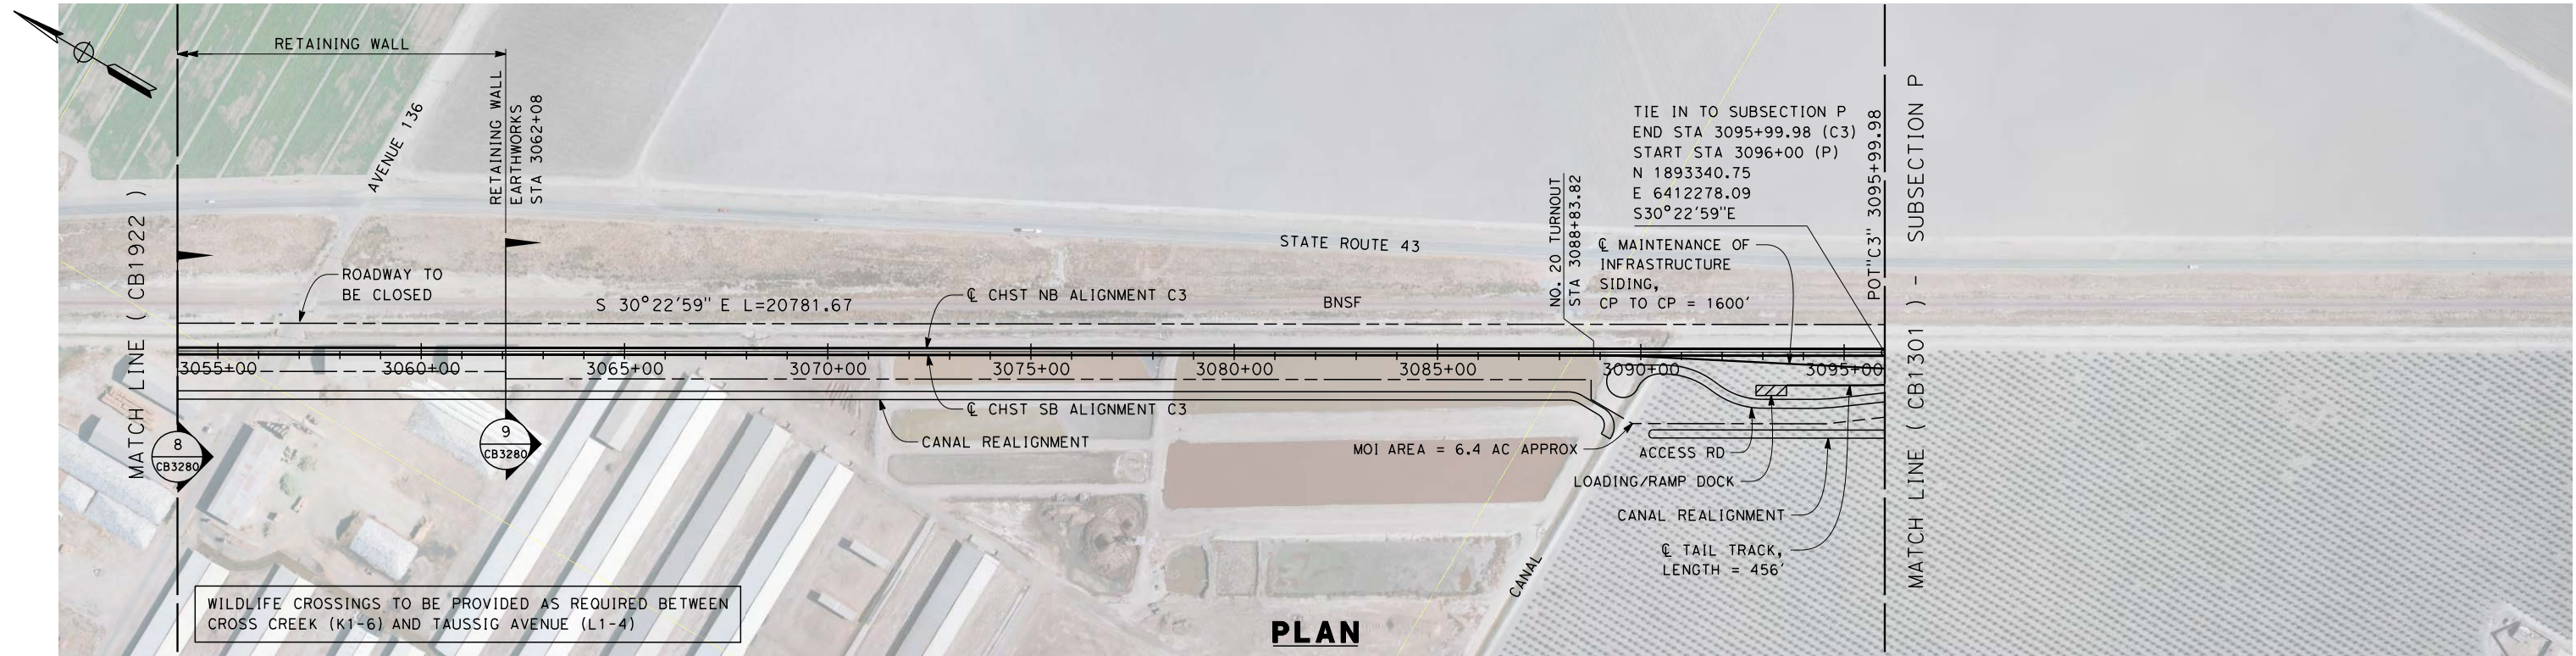 RETAINING WALL
AVENUE 136
RETAINING WALL
EARTHWORKS
STA 3062+08
MATCH LINE ( CB1922 )
ROADWAY TO
BE CLOSED
S 30°22'59" E L=20781.67
℄ CHST NB ALIGNMENT C3
STATE ROUTE 43
BNSF
NO. 20 TURNOUT
STA 3088+83.82
TIE IN TO SUBSECTION P
END STA 3095+99.98 (C3)
START STA 3096+00 (P)
N 1893340.75
E 6412278.09
S30°22'59"E
℄ MAINTENANCE OF
INFRASTRUCTURE
SIDING,
CP TO CP = 1600'
POT"C3" 3095+99.98
MATCH LINE ( CB1301 ) - SUBSECTION P
3055+00
3060+00
3065+00
3070+00
3075+00
3080+00
3085+00
3090+00
3095+00
℄ CHST SB ALIGNMENT C3
CANAL REALIGNMENT
8
CB3280
9
CB3280
MOI AREA = 6.4 AC APPROX
ACCESS RD
LOADING/RAMP DOCK
CANAL REALIGNMENT
℄ TAIL TRACK,
LENGTH = 456'
CANAL
WILDLIFE CROSSINGS TO BE PROVIDED AS REQUIRED BETWEEN
CROSS CREEK (K1-6) AND TAUSSIG AVENUE (L1-4)
PLAN